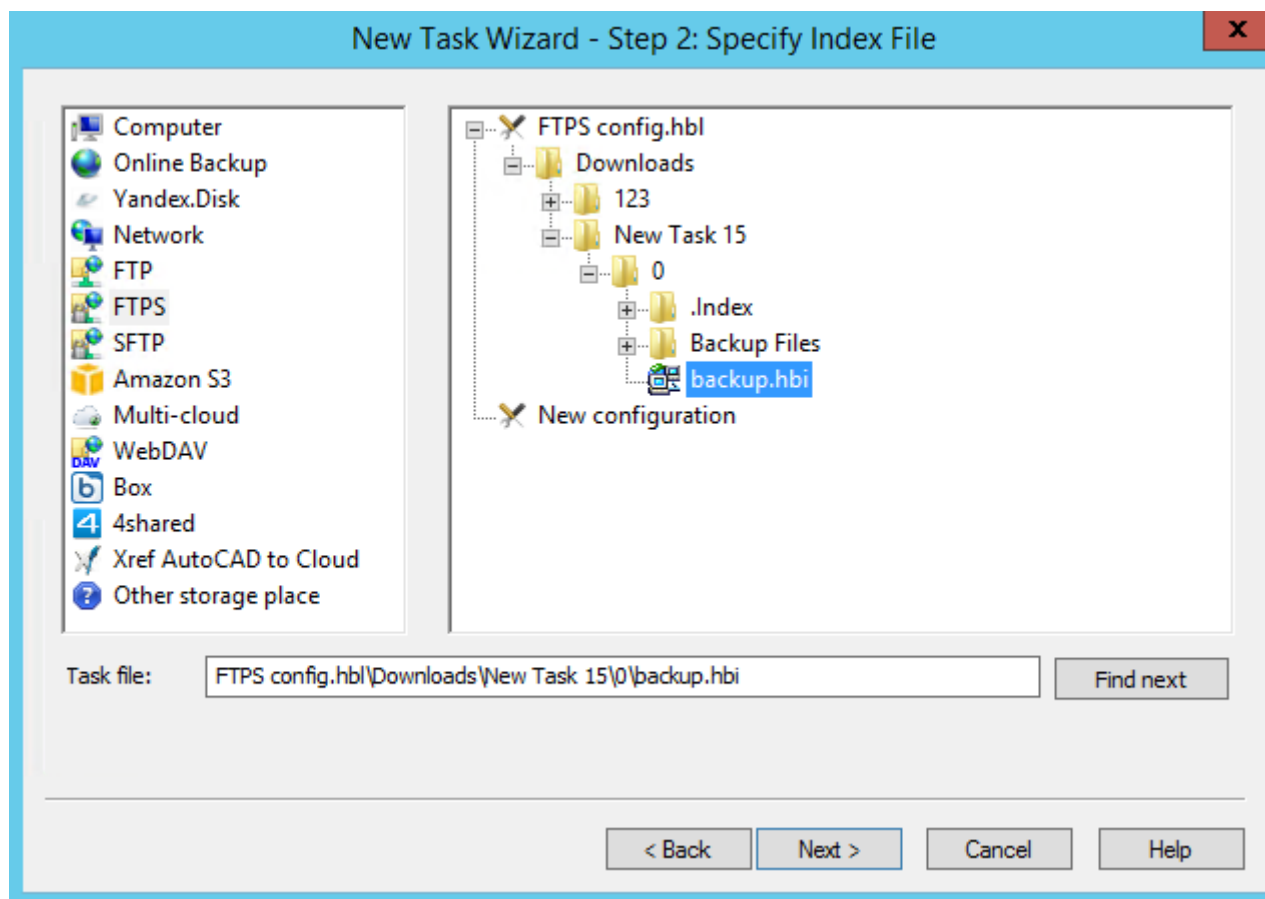 New Task Wizard - Step 2: Specify Index File
x
Computer
Online Backup
Yandex.Disk
Network
FTP
FTPS
SFTP
Amazon S3
Multi-cloud
WebDAV
DAV
b Box
4 4shared
Xref AutoCAD to Cloud
? Other storage place
FTPS config.hbl
Downloads
123
New Task 15
0
.Index
Backup Files
backup.hbi
New configuration
Task file: FTPS config.hbl\Downloads\New Task 15\0\backup.hbi Find next
< Back Next > Cancel Help